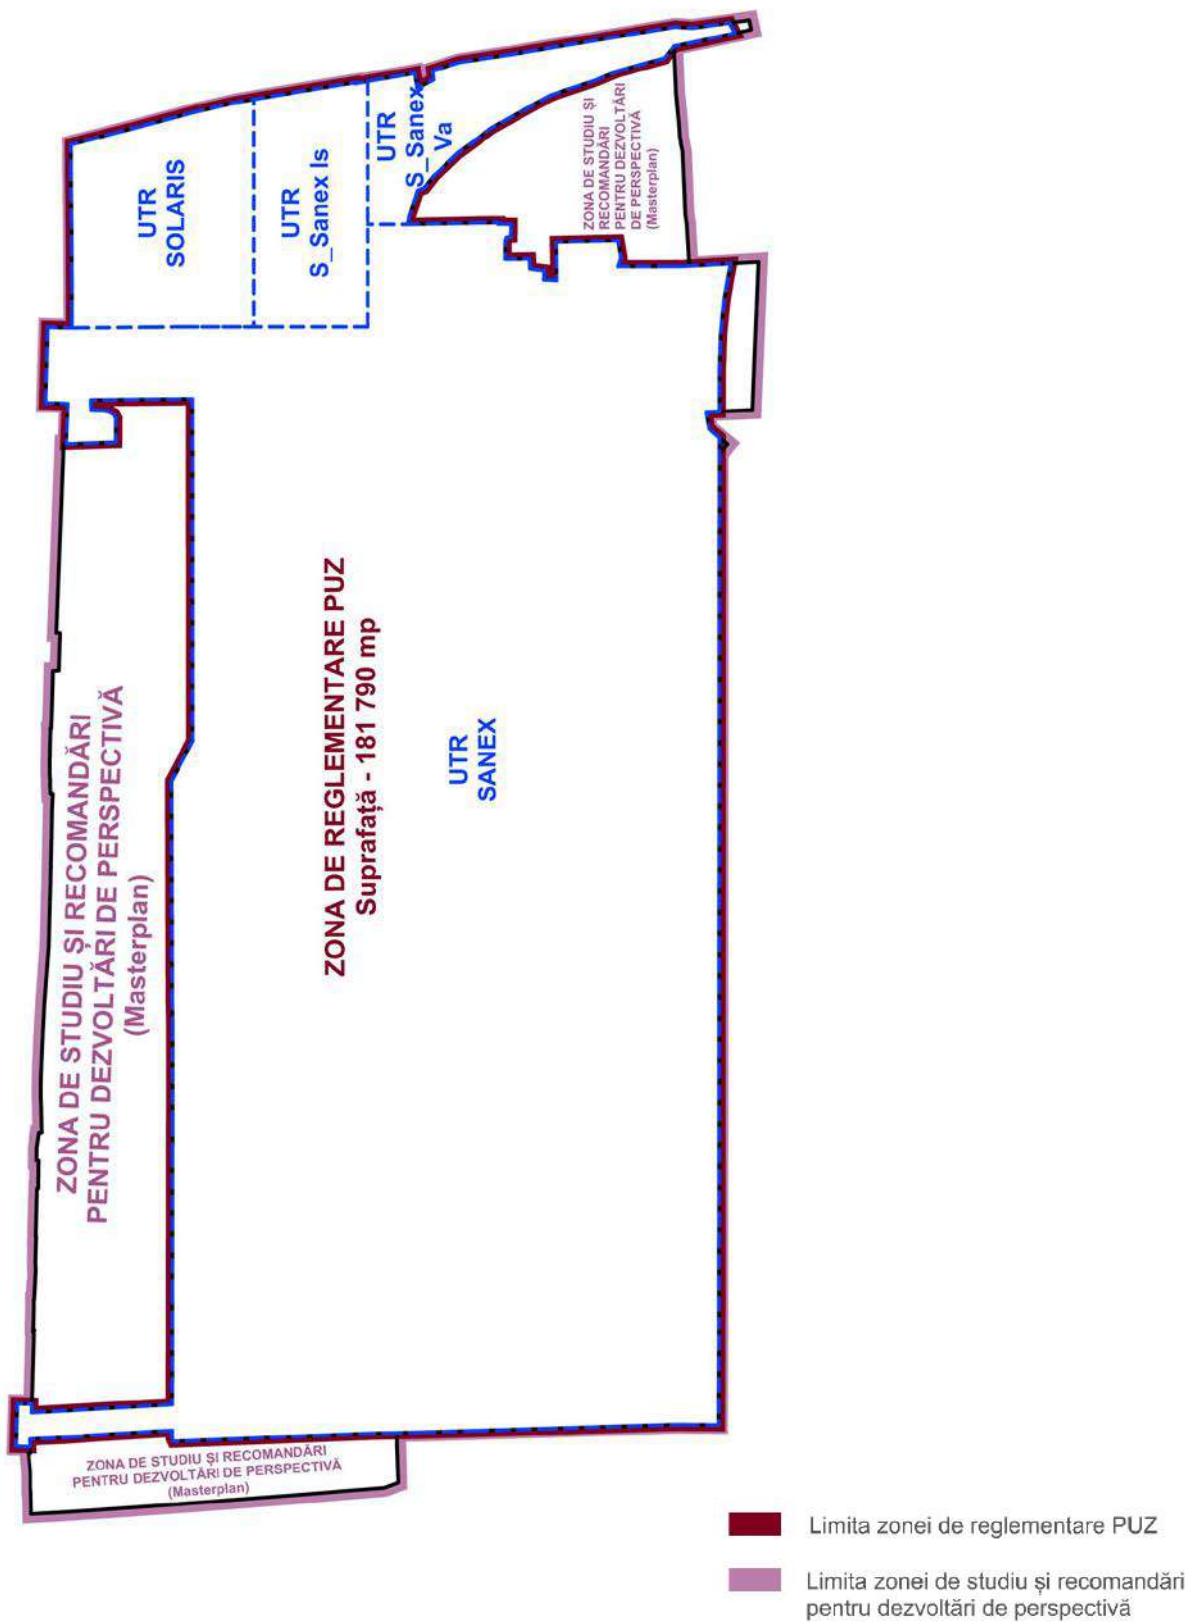 UTR
SOLARIS
UTR
S_Sanex Is
UTR
S_Sanex
Va
ZONA DE STUDIU ȘI
RECOMANDĂRI
PENTRU DEZVOLTĂRI
DE PERSPECTIVĂ
(Masterplan)
ZONA DE REGLEMENTARE PUZ
Suprafață - 181 790 mp
UTR
SANEX
ZONA DE STUDIU ȘI RECOMANDĂRI
PENTRU DEZVOLTĂRI DE PERSPECTIVĂ
(Masterplan)
ZONA DE STUDIU ȘI RECOMANDĂRI
PENTRU DEZVOLTĂRI DE PERSPECTIVĂ
(Masterplan)
Limita zonei de reglementare PUZ
Limita zonei de studiu și recomandări
pentru dezvoltări de perspectivă